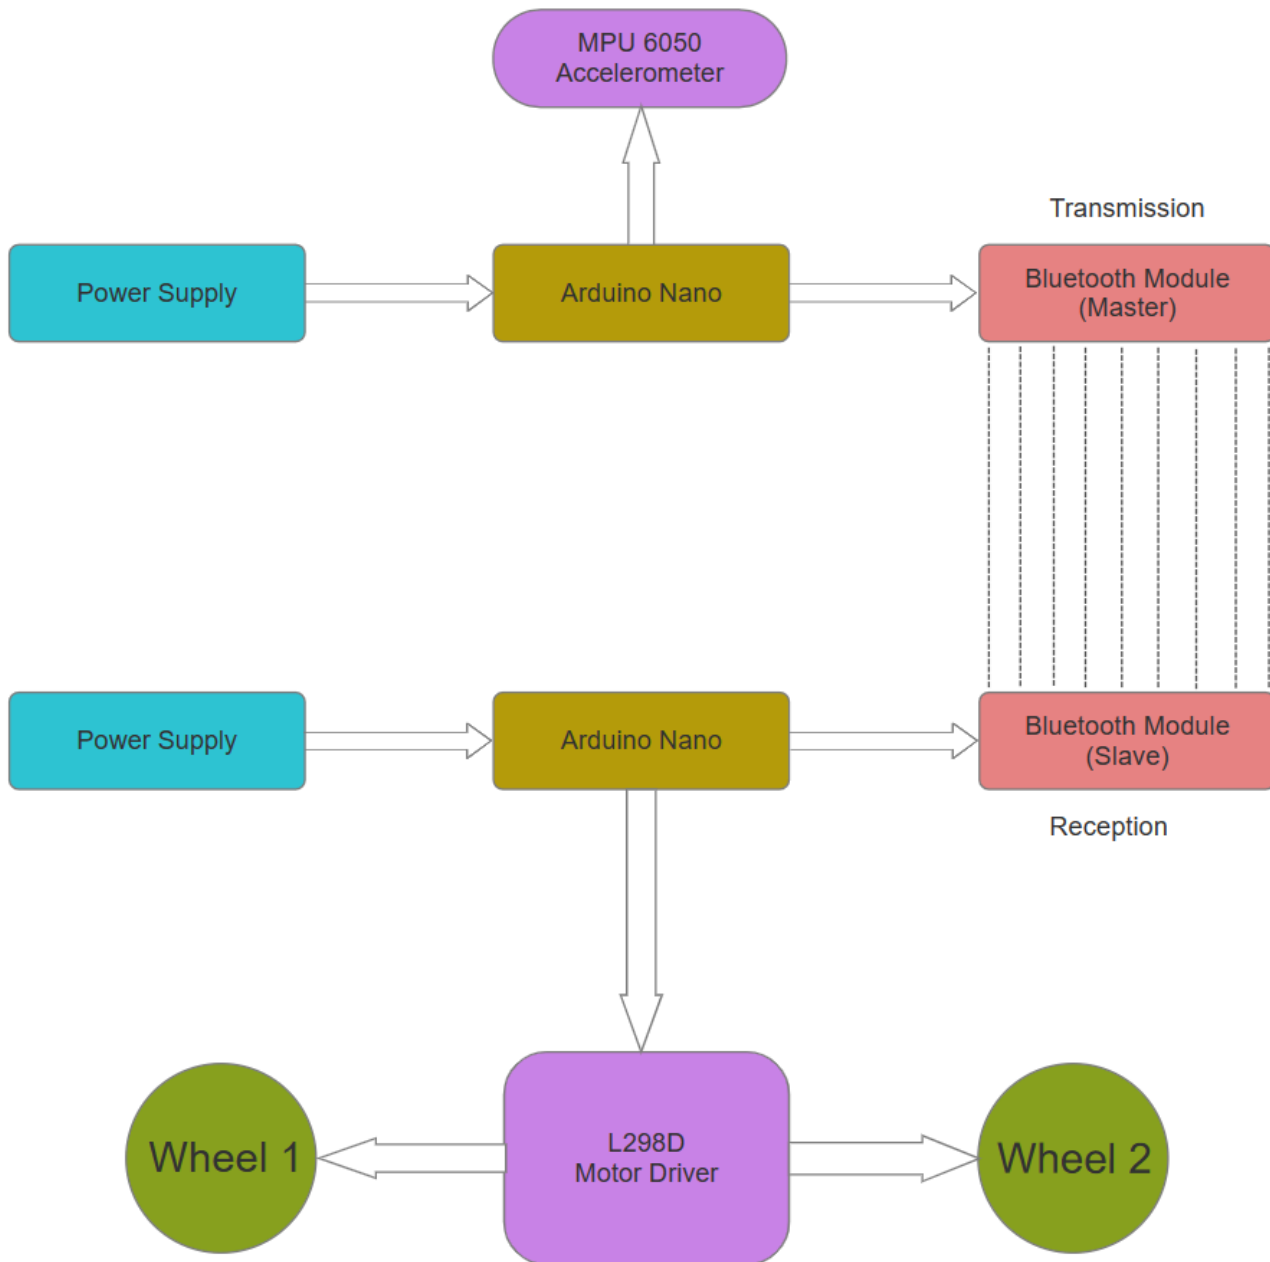 MPU 6050
Accelerometer
Transmission
Power Supply
Arduino Nano
Bluetooth Module
(Master)
Power Supply
Arduino Nano
Bluetooth Module
(Slave)
Reception
Wheel 1
L298D
Motor Driver
Wheel 2